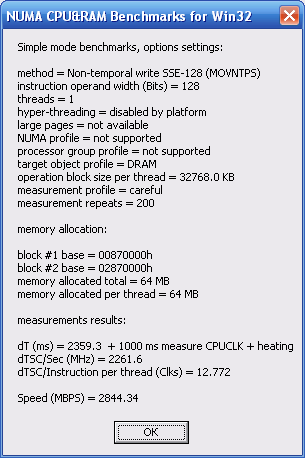 NUMA CPU&RAM Benchmarks for Win32
Simple mode benchmarks, options settings:
method = Non-temporal write SSE-128 (MOVNTPS)
instruction operand width (Bits) = 128
threads = 1
hyper-threading = disabled by platform
large pages = not available
NUMA profile = not supported
processor group profile = not supported
target object profile = DRAM
operation block size per thread = 32768.0 KB
measurement profile = careful
measurement repeats = 200
memory allocation:
block #1 base = 00870000h
block #2 base = 02870000h
memory allocated total = 64 MB
memory allocated per thread = 64 MB
measurements results:
dT (ms) = 2359.3  + 1000 ms measure CPUCLK + heating
dTSC/Sec (MHz) = 2261.6
dTSC/Instruction per thread (Clks) = 12.772
Speed (MBPS) = 2844.34
OK